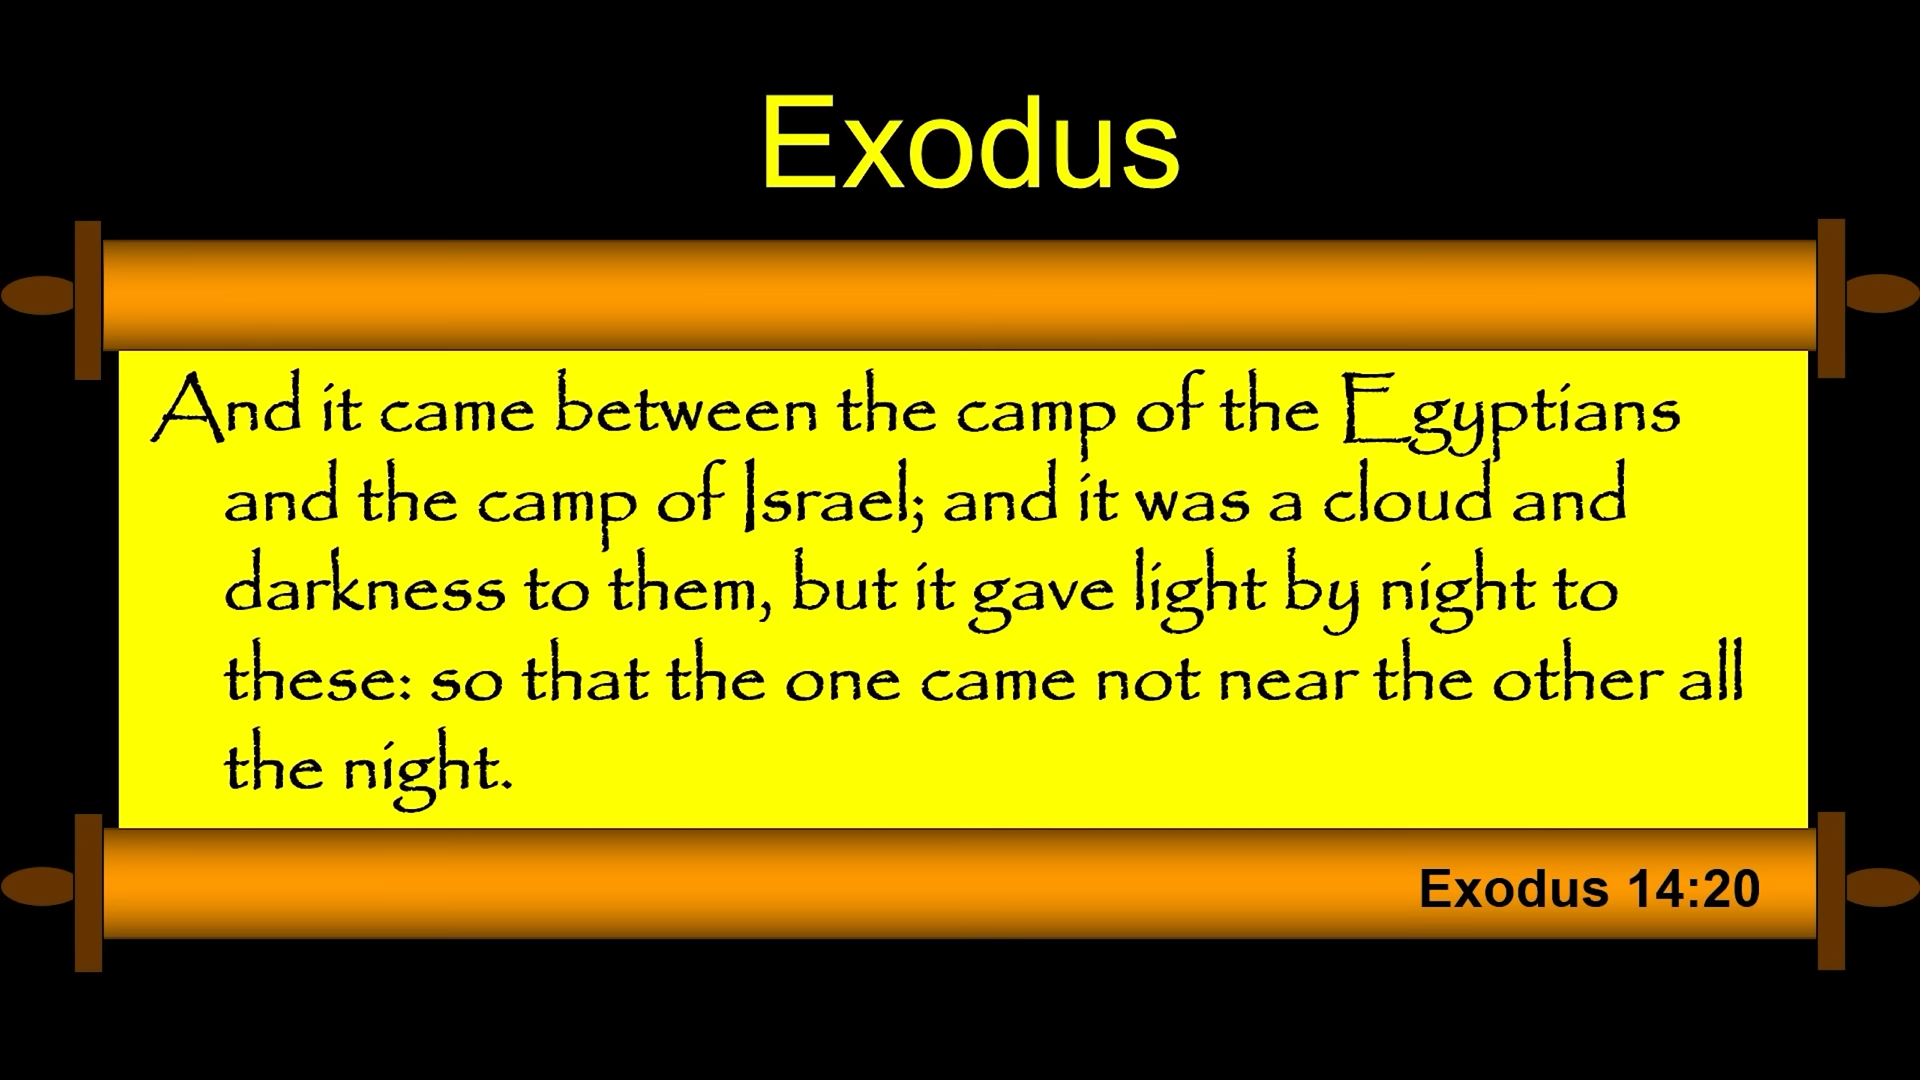 Exodus
And it came between the camp of the Egyptians
and the camp of Israel; and it was a cloud and
darkness to them, but it gave light by night to
these: so that the one came not near the other all
the night.
Exodus 14:20